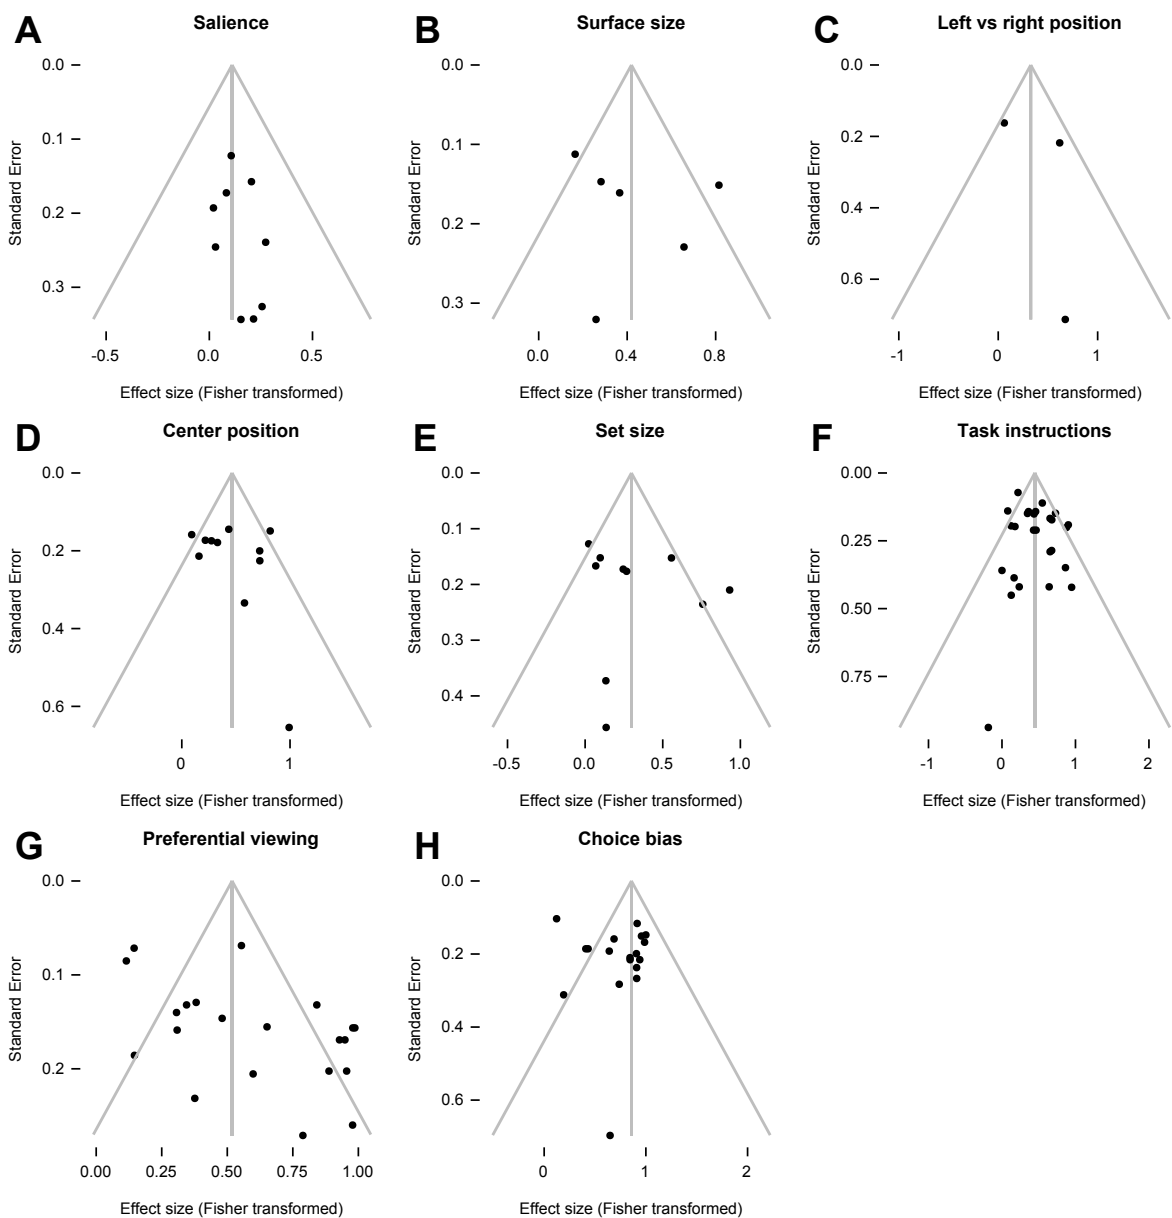 A Salience
0.0
0.1
0.2
0.3
Standard Error
-0.5 0.0 0.5
Effect size (Fisher transformed)
B Surface size
0.0
0.1
0.2
0.3
Standard Error
0.0 0.4 0.8
Effect size (Fisher transformed)
C Left vs right position
0.0
0.2
0.4
0.6
Standard Error
-1 0 1
Effect size (Fisher transformed)
D Center position
0.0
0.2
0.4
0.6
Standard Error
0 1
Effect size (Fisher transformed)
E Set size
0.0
0.1
0.2
0.3
0.4
Standard Error
-0.5 0.0 0.5 1.0
Effect size (Fisher transformed)
F Task instructions
0.00
0.25
0.50
0.75
Standard Error
-1 0 1 2
Effect size (Fisher transformed)
G Preferential viewing
0.0
0.1
0.2
Standard Error
0.00 0.25 0.50 0.75 1.00
Effect size (Fisher transformed)
H Choice bias
0.0
0.2
0.4
0.6
Standard Error
0 1 2
Effect size (Fisher transformed)